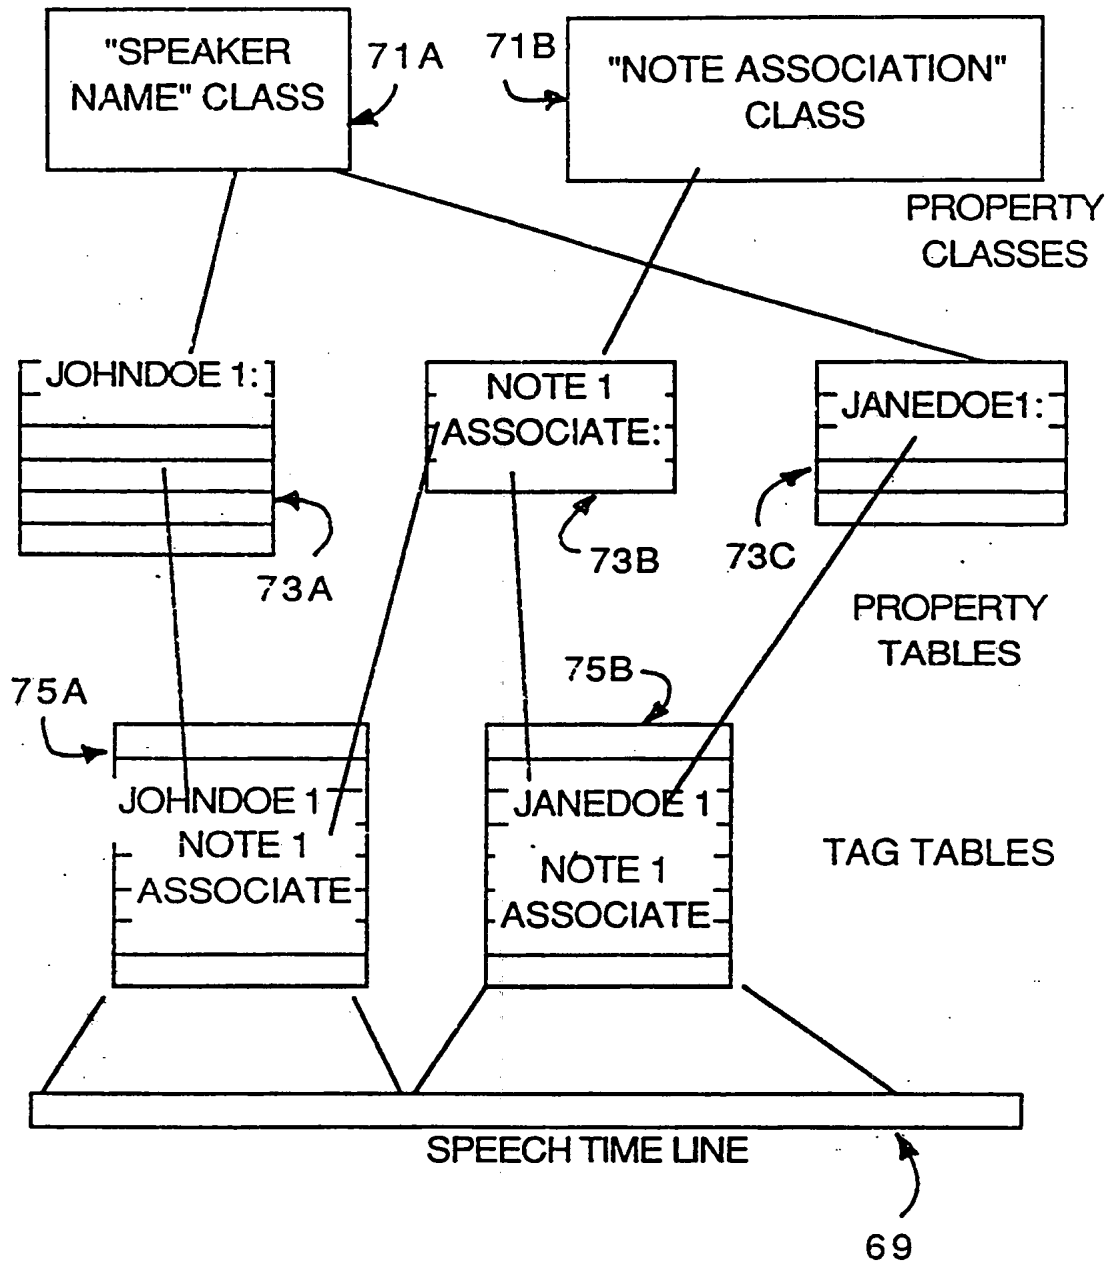 "SPEAKER
NAME" CLASS
71A
71B
"NOTE ASSOCIATION"
CLASS
PROPERTY
CLASSES
JOHNDOE 1:
NOTE 1
ASSOCIATE:
JANEDOE1:
73A
73B
73C
PROPERTY
TABLES
75A
75B
JOHNDOE 1
NOTE 1
ASSOCIATE
JANEDOE 1
NOTE 1
ASSOCIATE
TAG TABLES
SPEECH TIME LINE
69